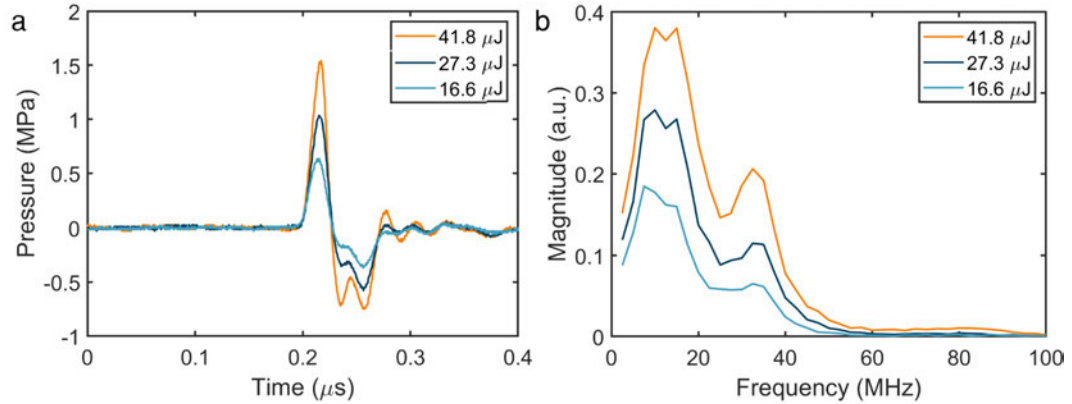 a
41.8 μJ
27.3 μJ
16.6 μJ
Pressure (MPa)
1.5
1
0.5
0
-0.5
-1
0 0.1 0.2 0.3 0.4
Time (μs)
b
41.8 μJ
27.3 μJ
16.6 μJ
Magnitude (a.u.)
0.4
0.3
0.2
0.1
0
0 20 40 60 80 100
Frequency (MHz)